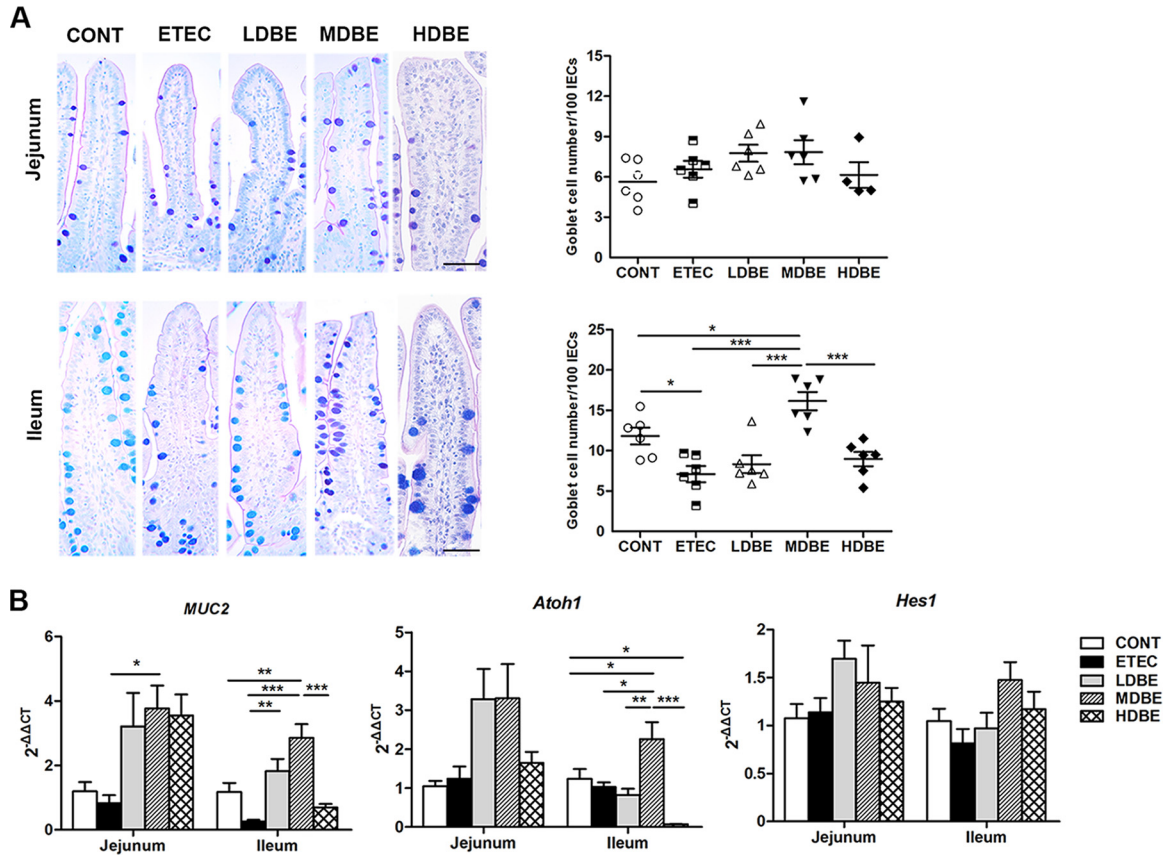 A
CONT ETEC LDBE MDBE HDBE
Jejunum
Ileum
Goblet cell number/100 IECs
15
12
9
6
3
0
CONT ETEC LDBE MDBE HDBE
Goblet cell number/100 IECs
25
20
15
10
5
0
* *** *** *** *
CONT ETEC LDBE MDBE HDBE
B
MUC2
2^-ΔΔCT
6
4
2
0
* ** *** *** **
Jejunum Ileum
Atoh1
2^-ΔΔCT
5
4
3
2
1
0
* * * ** ***
Jejunum Ileum
Hes1
2^-ΔΔCT
2
1.5
1
0.5
0
Jejunum Ileum
CONT
ETEC
LDBE
MDBE
HDBE